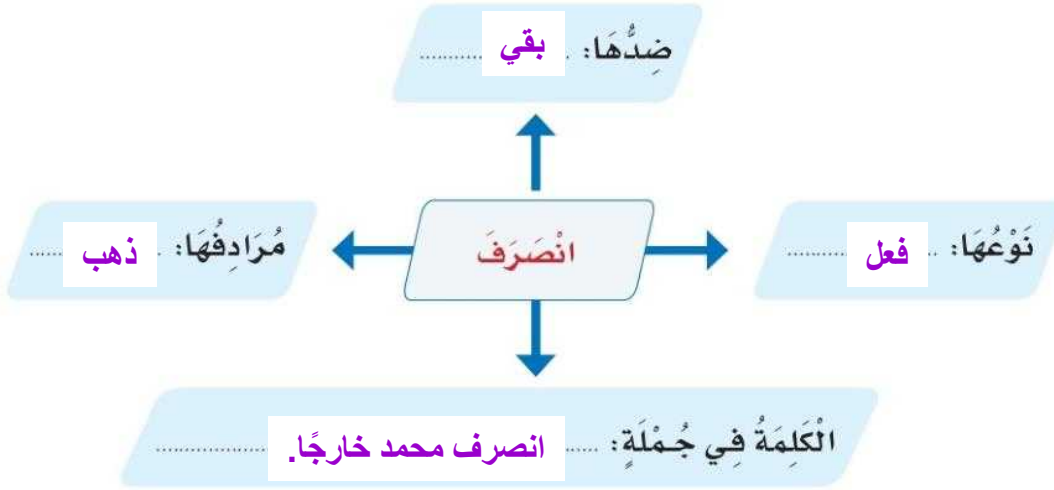 ضِدُّهَا: بقي
نَوْعُهَا: فعل
انْصَرَفَ
مُرَادِفُهَا: ذهب
الْكَلِمَةُ فِي جُمْلَةٍ: انصرف محمد خارجًا.